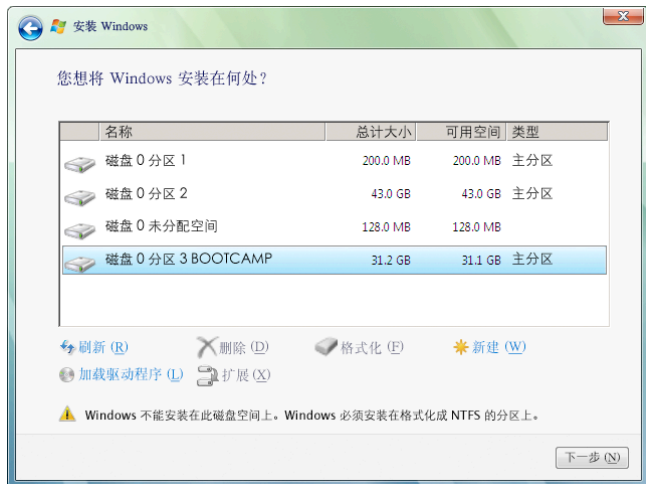 安装 Windows
您想将 Windows 安装在何处？
名称 总计大小 可用空间 类型
磁盘 0 分区 1 200.0 MB 200.0 MB 主分区
磁盘 0 分区 2 43.0 GB 43.0 GB 主分区
磁盘 0 未分配空间 128.0 MB 128.0 MB
磁盘 0 分区 3 BOOTCAMP 31.2 GB 31.1 GB 主分区
刷新 (R) 删除 (D) 格式化 (F) 新建 (W)
加载驱动程序 (L) 扩展 (X)
Windows 不能安装在此磁盘空间上。Windows 必须安装在格式化成 NTFS 的分区上。
下一步 (N)